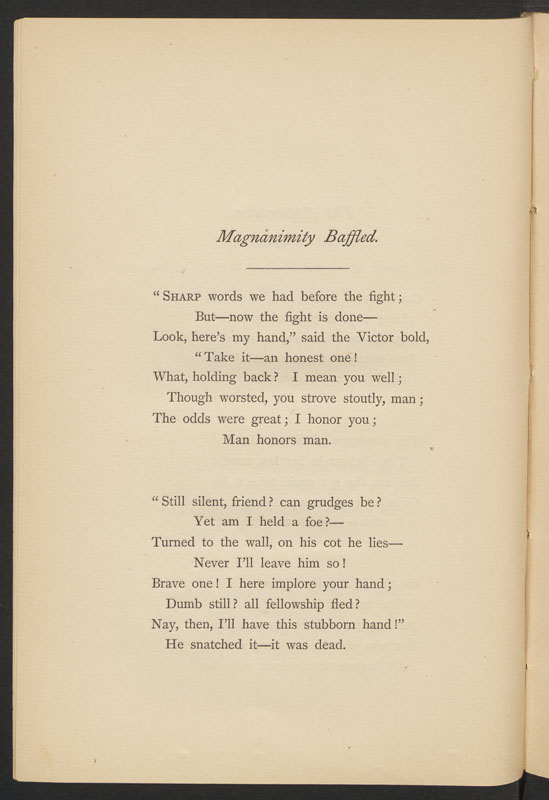 Magnanimity Baffled.
“SHARP words we had before the fight;
But—now the fight is done—
Look, here’s my hand,” said the Victor bold,
“Take it—an honest one!
What, holding back? I mean you well;
Though worsted, you strove stoutly, man;
The odds were great; I honor you;
Man honors man.
“Still silent, friend? can grudges be?
Yet am I held a foe?—
Turned to the wall, on his cot he lies—
Never I’ll leave him so!
Brave one! I here implore your hand;
Dumb still? all fellowship fled?
Nay, then, I’ll have this stubborn hand!”
He snatched it—it was dead.